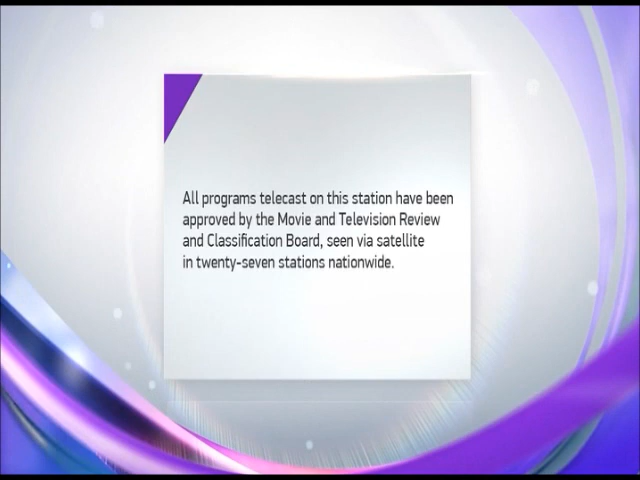 All programs telecast on this station have been
approved by the Movie and Television Review
and Classification Board, seen via satellite
in twenty-seven stations nationwide.